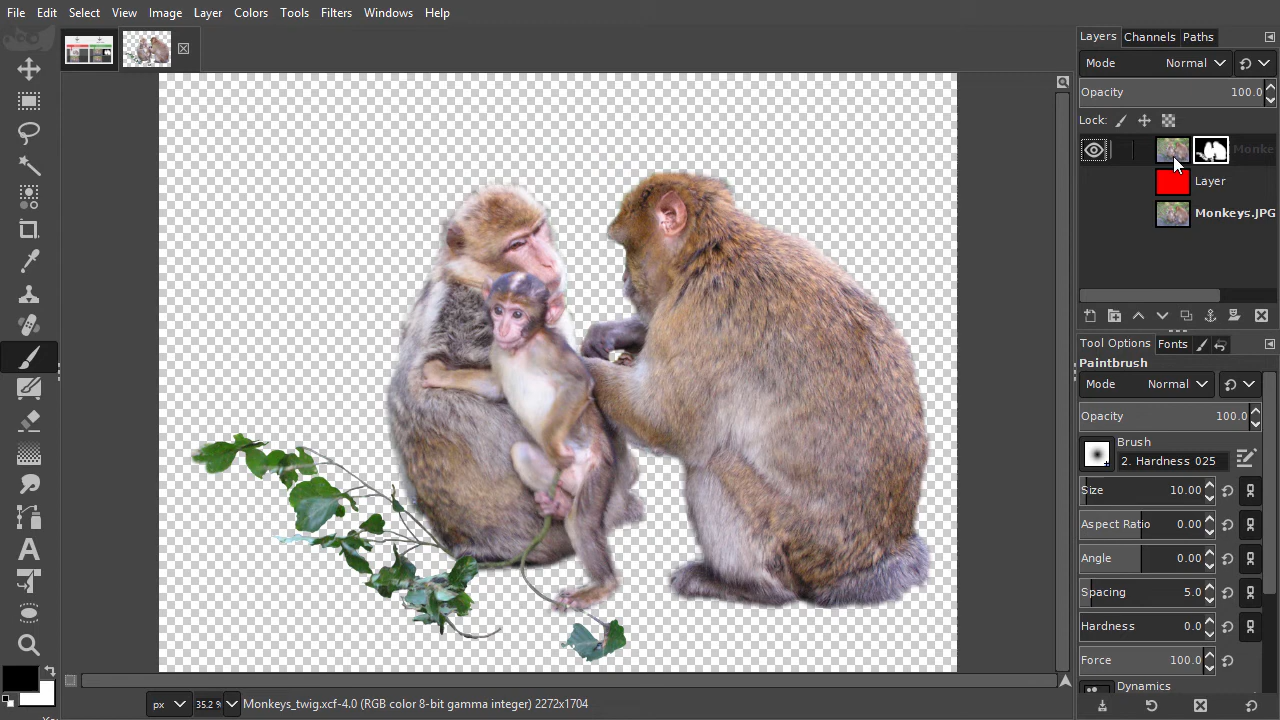 File Edit Select View Image Layer Colors Tools Filters Windows Help
Layers Channels Paths
Mode Normal
Opacity 100.0
Lock:
Monke
Layer
Monkeys.JPG
Tool Options Fonts
Paintbrush
Mode Normal
Opacity 100.0
Brush
2. Hardness 025
Size 10.00
Aspect Ratio 0.00
Angle 0.00
Spacing 5.0
Hardness 0.0
Force 100.0
Dynamics
px 35.2 % Monkeys_twig.xcf-4.0 (RGB color 8-bit gamma integer) 2272x1704